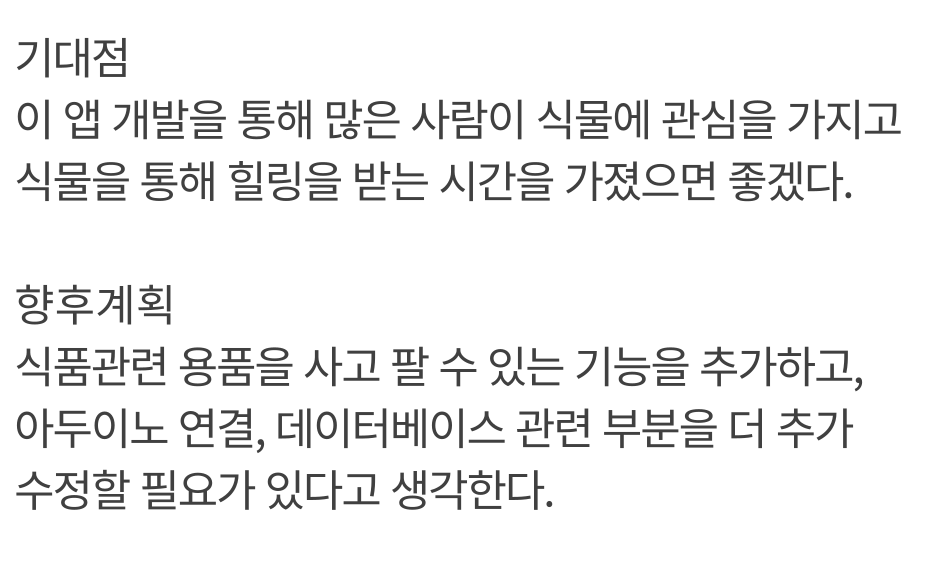 기대점
이 앱 개발을 통해 많은 사람이 식물에 관심을 가지고
식물을 통해 힐링을 받는 시간을 가졌으면 좋겠다.
향후계획
식품관련 용품을 사고 팔 수 있는 기능을 추가하고,
아두이노 연결, 데이터베이스 관련 부분을 더 추가
수정할 필요가 있다고 생각한다.